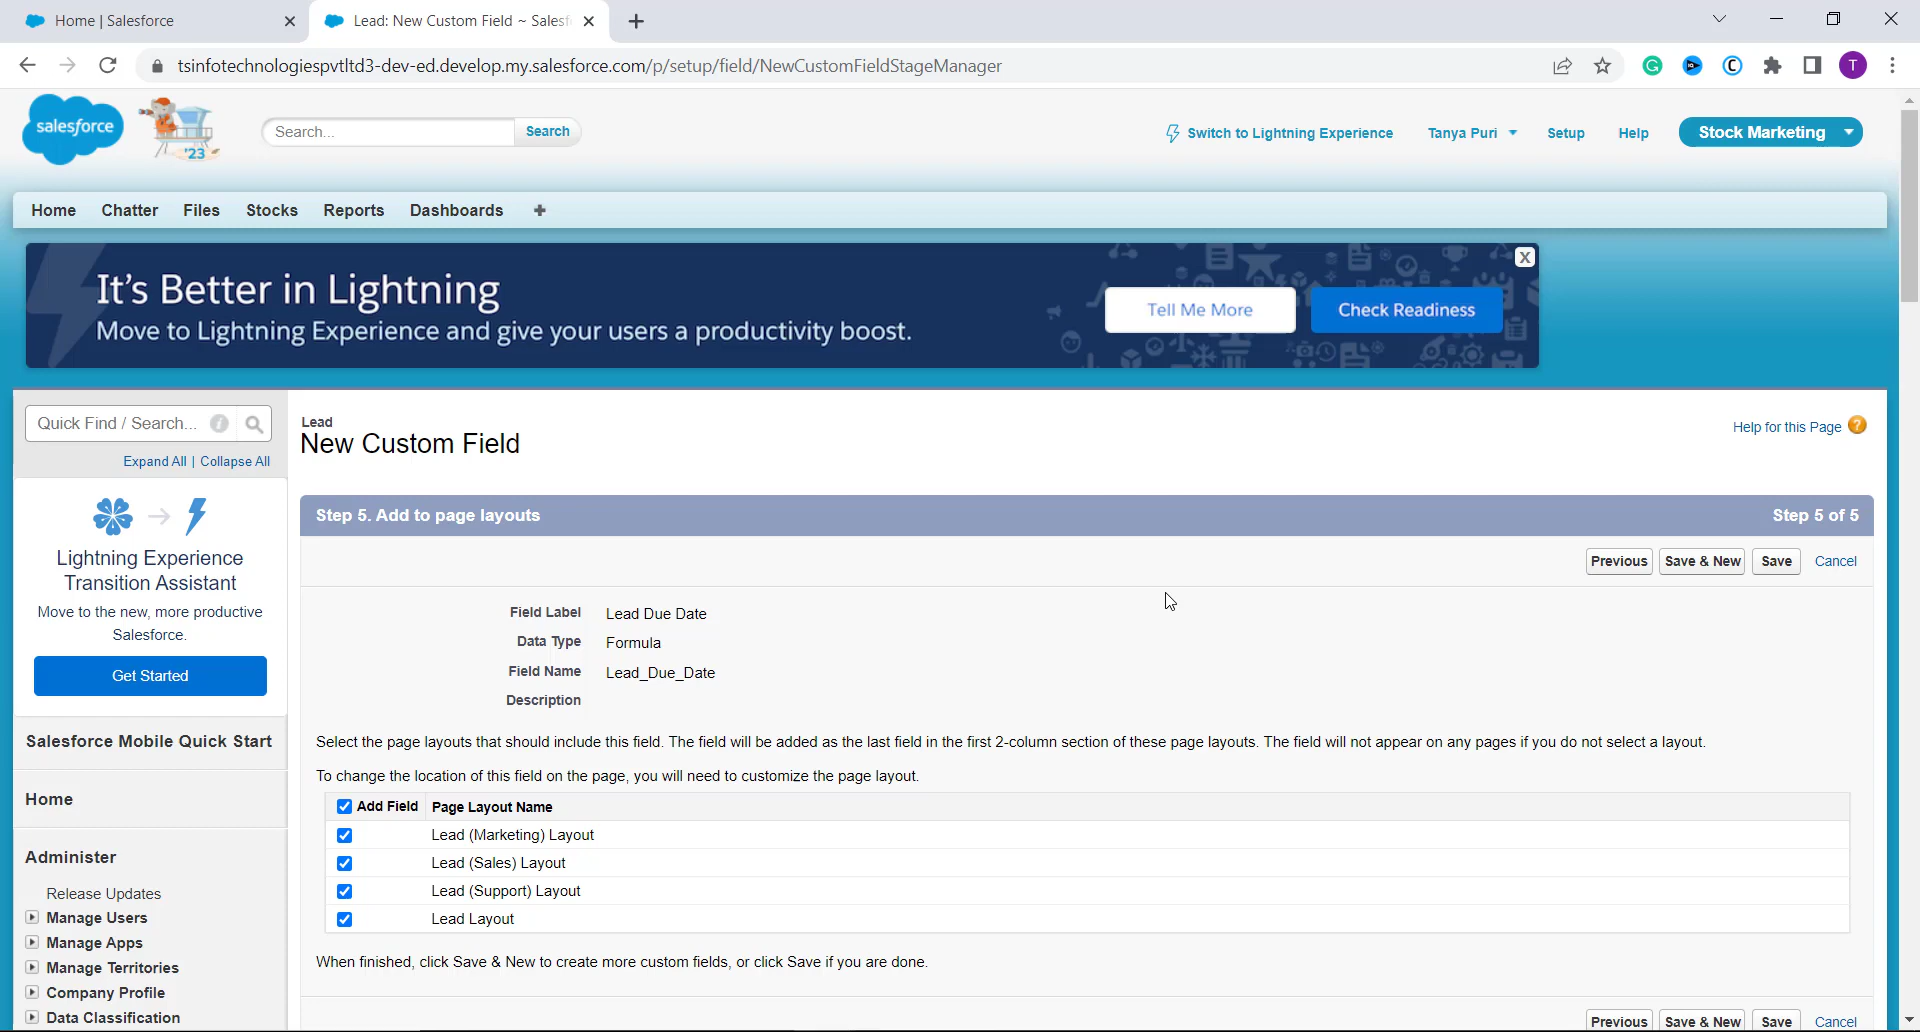 Home | Salesforce
Lead: New Custom Field ~ Salesf
tsinfotechnologiespvtltd3-dev-ed.develop.my.salesforce.com/p/setup/field/NewCustomFieldStageManager
T
salesforce
'23
Search...
Search
Switch to Lightning Experience
Tanya Puri
Setup
Help
Stock Marketing
Home
Chatter
Files
Stocks
Reports
Dashboards
+
It's Better in Lightning
Move to Lightning Experience and give your users a productivity boost.
Tell Me More
Check Readiness
X
Quick Find / Search...
Expand All | Collapse All
Lightning Experience
Transition Assistant
Move to the new, more productive
Salesforce.
Get Started
Salesforce Mobile Quick Start
Home
Administer
Release Updates
Manage Users
Manage Apps
Manage Territories
Company Profile
Data Classification
Lead
New Custom Field
Help for this Page
Step 5. Add to page layouts
Step 5 of 5
Previous
Save & New
Save
Cancel
Field Label Lead Due Date
Data Type Formula
Field Name Lead_Due_Date
Description
Select the page layouts that should include this field. The field will be added as the last field in the first 2-column section of these page layouts. The field will not appear on any pages if you do not select a layout.
To change the location of this field on the page, you will need to customize the page layout.
Add Field Page Layout Name
Lead (Marketing) Layout
Lead (Sales) Layout
Lead (Support) Layout
Lead Layout
When finished, click Save & New to create more custom fields, or click Save if you are done.
Previous
Save & New
Save
Cancel